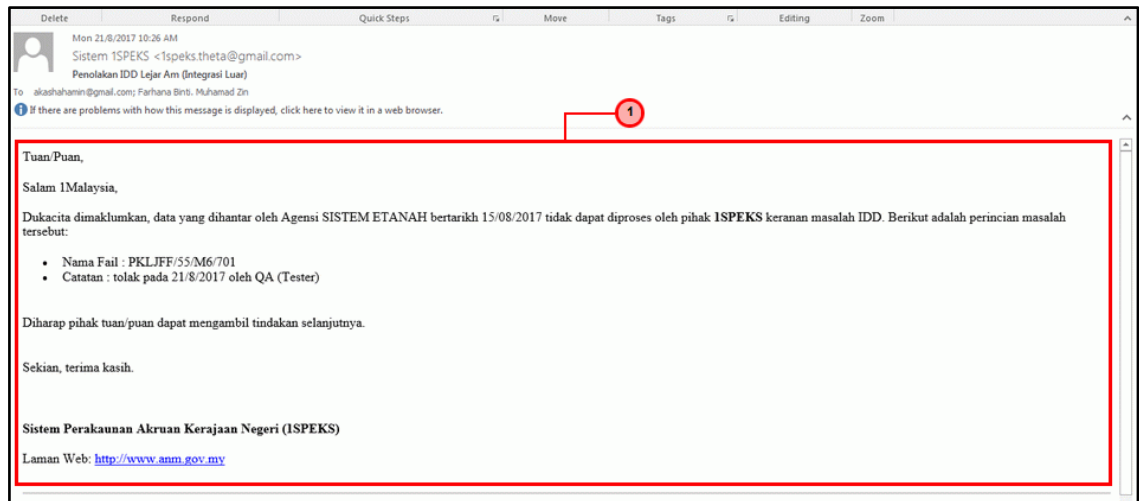 Delete Respond Quick Steps Move Tags Editing Zoom
Mon 21/8/2017 10:26 AM
Sistem 1SPEKS <1speks.theta@gmail.com>
Penolakan IDD Lejar Am (Integrasi Luar)
To akashahamin@gmail.com; Farhana Binti. Muhamad Zin
If there are problems with how this message is displayed, click here to view it in a web browser.
1
Tuan/Puan,
Salam 1Malaysia,
Dukacita dimaklumkan, data yang dihantar oleh Agensi SISTEM ETANAH bertarikh 15/08/2017 tidak dapat diproses oleh pihak 1SPEKS keranan masalah IDD. Berikut adalah perincian masalah
tersebut:
• Nama Fail : PKLJFF/55/M6/701
• Catatan : tolak pada 21/8/2017 oleh QA (Tester)
Diharap pihak tuan/puan dapat mengambil tindakan selanjutnya.
Sekian, terima kasih.
Sistem Perakaunan Akruan Kerajaan Negeri (1SPEKS)
Laman Web: http://www.anm.gov.my